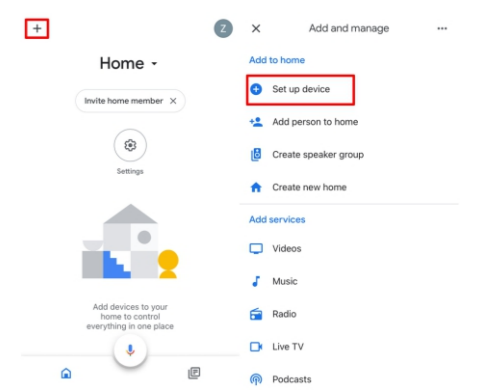 Z
Home
Invite home member
Settings
Add devices to your
home to control
everything in one place
Add and manage
Add to home
Set up device
Add person to home
Create speaker group
Create new home
Add services
Videos
Music
Radio
Live TV
Podcasts